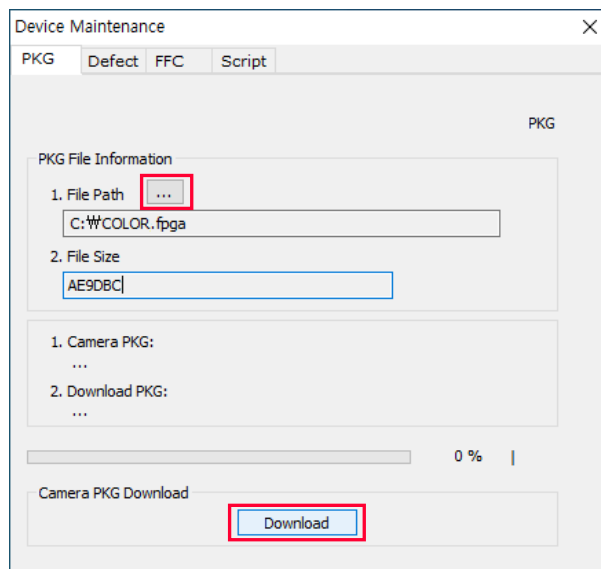 Device Maintenance
PKG Defect FFC Script
PKG
PKG File Information
1. File Path ...
C:₩COLOR.fpga
2. File Size
AE9DBC
1. Camera PKG:
...
2. Download PKG:
...
0 % |
Camera PKG Download
Download